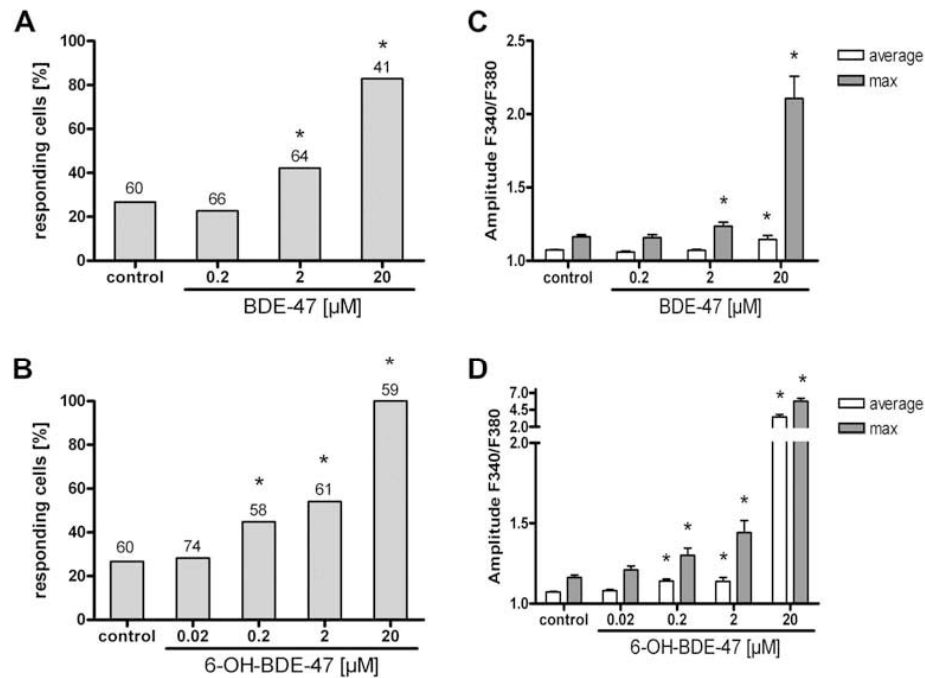 A
responding cells [%]
100
80
60
40
20
0
60
66
64
*
41
*
control
0.2
2
20
BDE-47 [µM]
C
Amplitude F340/F380
2.5
2.0
1.5
1.0
*
*
*
control
0.2
2
20
BDE-47 [µM]
average
max
B
responding cells [%]
100
80
60
40
20
0
60
74
58
*
61
*
59
*
control
0.02
0.2
2
20
6-OH-BDE-47 [µM]
D
Amplitude F340/F380
7.0
4.5
2.0
2.0
1.5
1.0
*
*
*
*
*
*
control
0.02
0.2
2
20
6-OH-BDE-47 [µM]
average
max